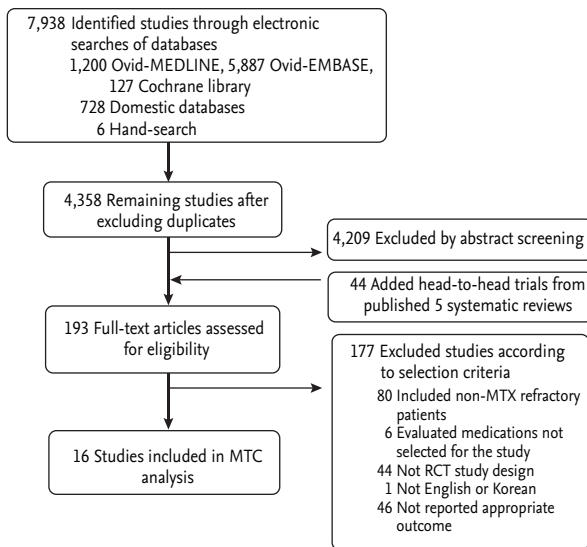 7,938 Identified studies through electronic
searches of databases
1,200 Ovid-MEDLINE, 5,887 Ovid-EMBASE,
127 Cochrane library
728 Domestic databases
6 Hand-search
4,358 Remaining studies after
excluding duplicates
4,209 Excluded by abstract screening
44 Added head-to-head trials from
published 5 systematic reviews
193 Full-text articles assessed
for eligibility
177 Excluded studies according
to selection criteria
80 Included non-MTX refractory
patients
6 Evaluated medications not
selected for the study
44 Not RCT study design
1 Not English or Korean
46 Not reported appropriate
outcome
16 Studies included in MTC
analysis